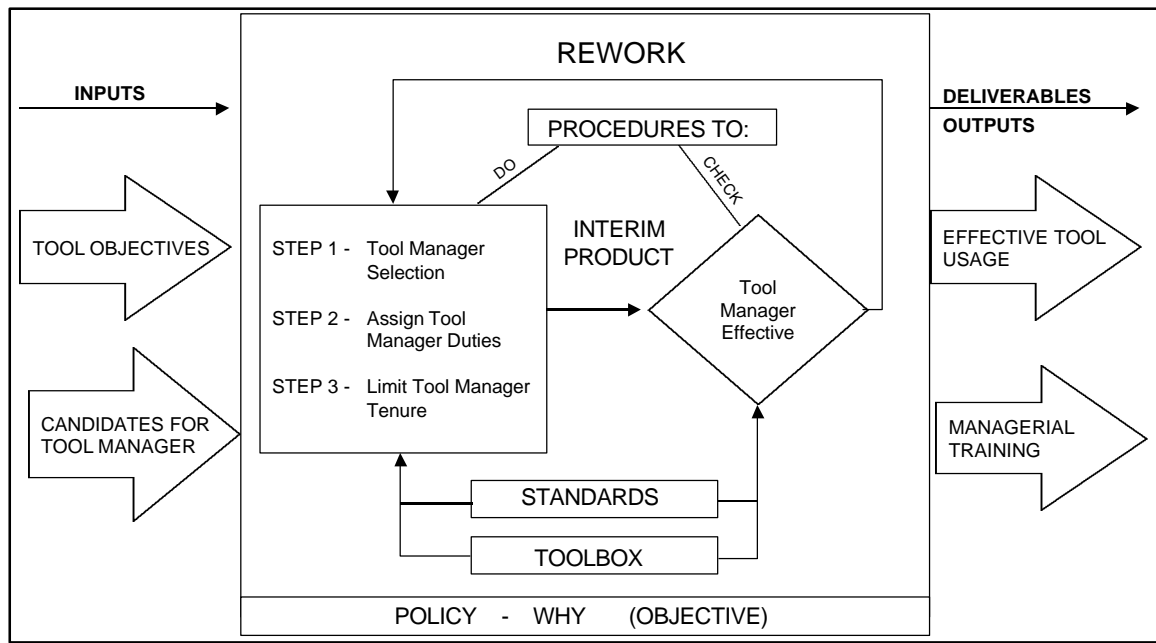 REWORK
INPUTS
DELIVERABLES
OUTPUTS
PROCEDURES TO:
DO
CHECK
TOOL OBJECTIVES
STEP 1 - Tool Manager
Selection
STEP 2 - Assign Tool
Manager Duties
STEP 3 - Limit Tool Manager
Tenure
INTERIM
PRODUCT
Tool
Manager
Effective
EFFECTIVE TOOL
USAGE
CANDIDATES FOR
TOOL MANAGER
MANAGERIAL
TRAINING
STANDARDS
TOOLBOX
POLICY - WHY (OBJECTIVE)